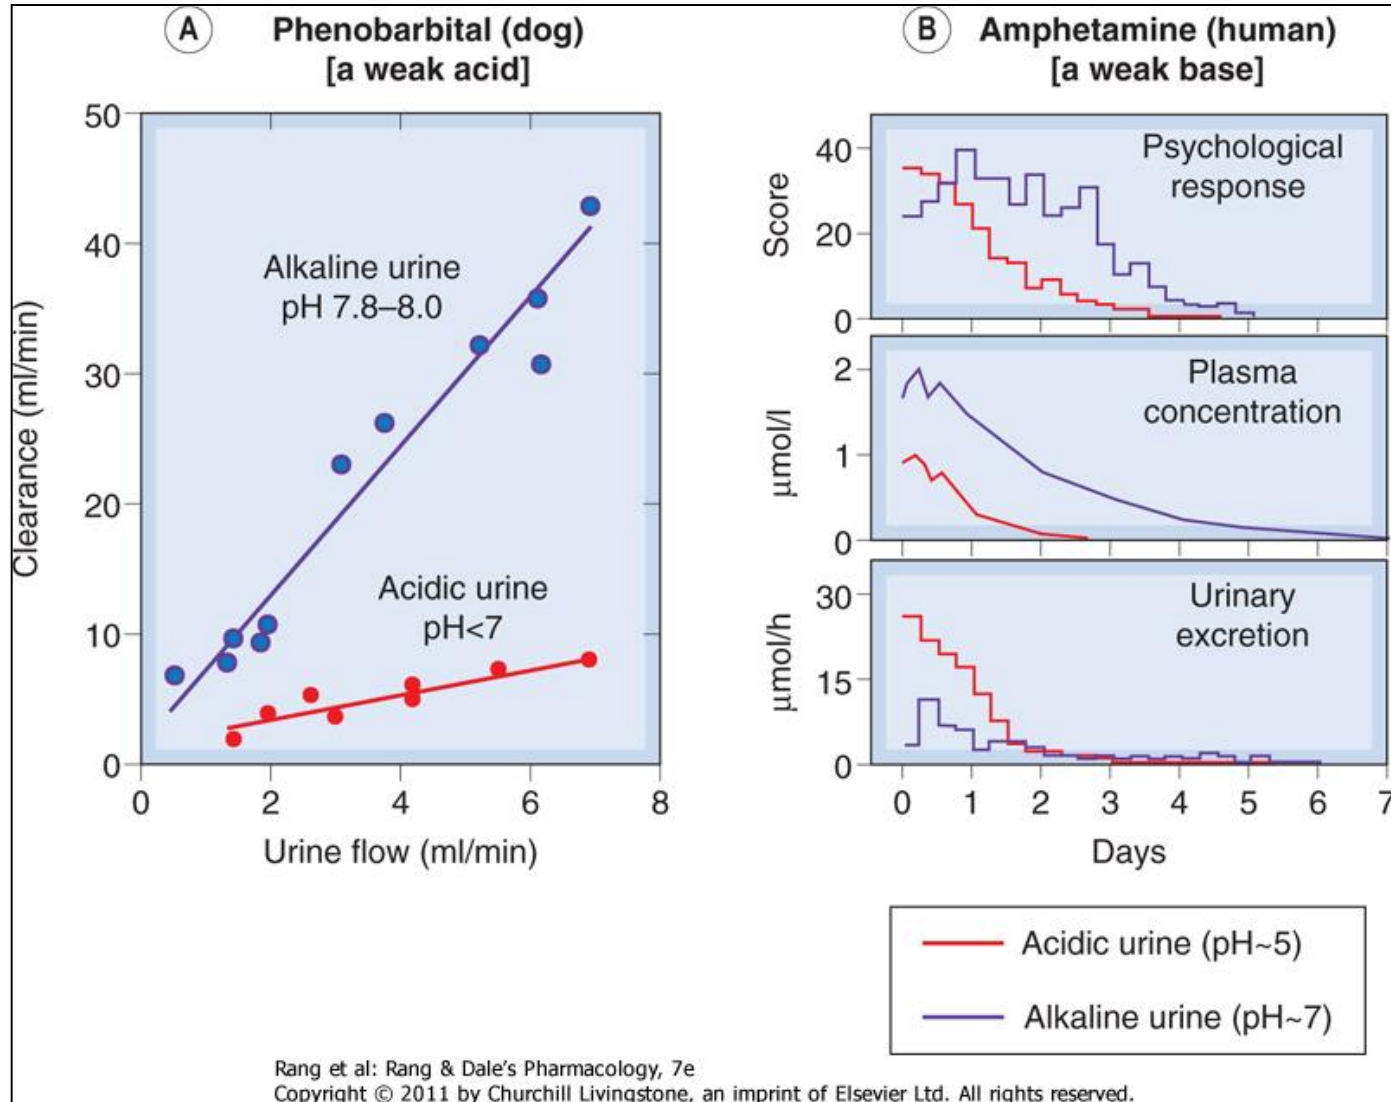 A
Phenobarbital (dog)
[a weak acid]
50
40
30
20
10
0
Clearance (ml/min)
Alkaline urine
pH 7.8–8.0
Acidic urine
pH<7
0 2 4 6 8
Urine flow (ml/min)
B
Amphetamine (human)
[a weak base]
Score
40
20
0
Psychological
response
µmol/l
2
1
0
Plasma
concentration
µmol/h
30
15
0
Urinary
excretion
0 1 2 3 4 5 6 7
Days
Acidic urine (pH~5)
Alkaline urine (pH~7)
Rang et al: Rang & Dale's Pharmacology, 7e
Copyright © 2011 by Churchill Livingstone, an imprint of Elsevier Ltd. All rights reserved.